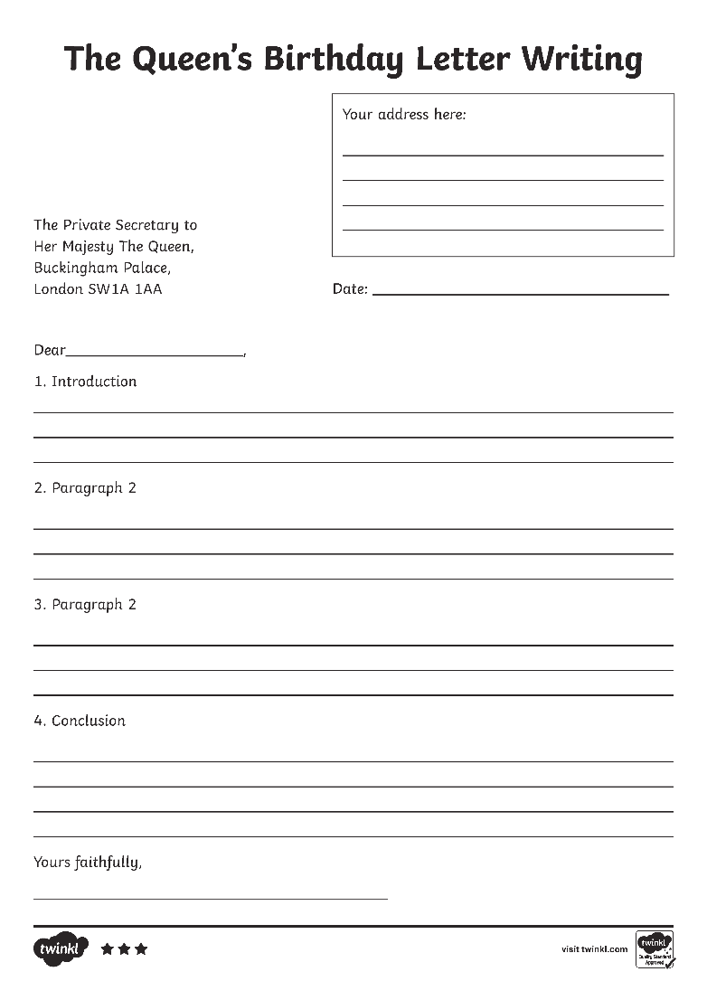 The Queen's Birthday Letter Writing
Your address here:
The Private Secretary to
Her Majesty The Queen,
Buckingham Palace,
London SW1A 1AA
Date:
Dear ,
1. Introduction
2. Paragraph 2
3. Paragraph 2
4. Conclusion
Yours faithfully,
twinkl
visit twinkl.com
twinkl
Quality Standard
Approved